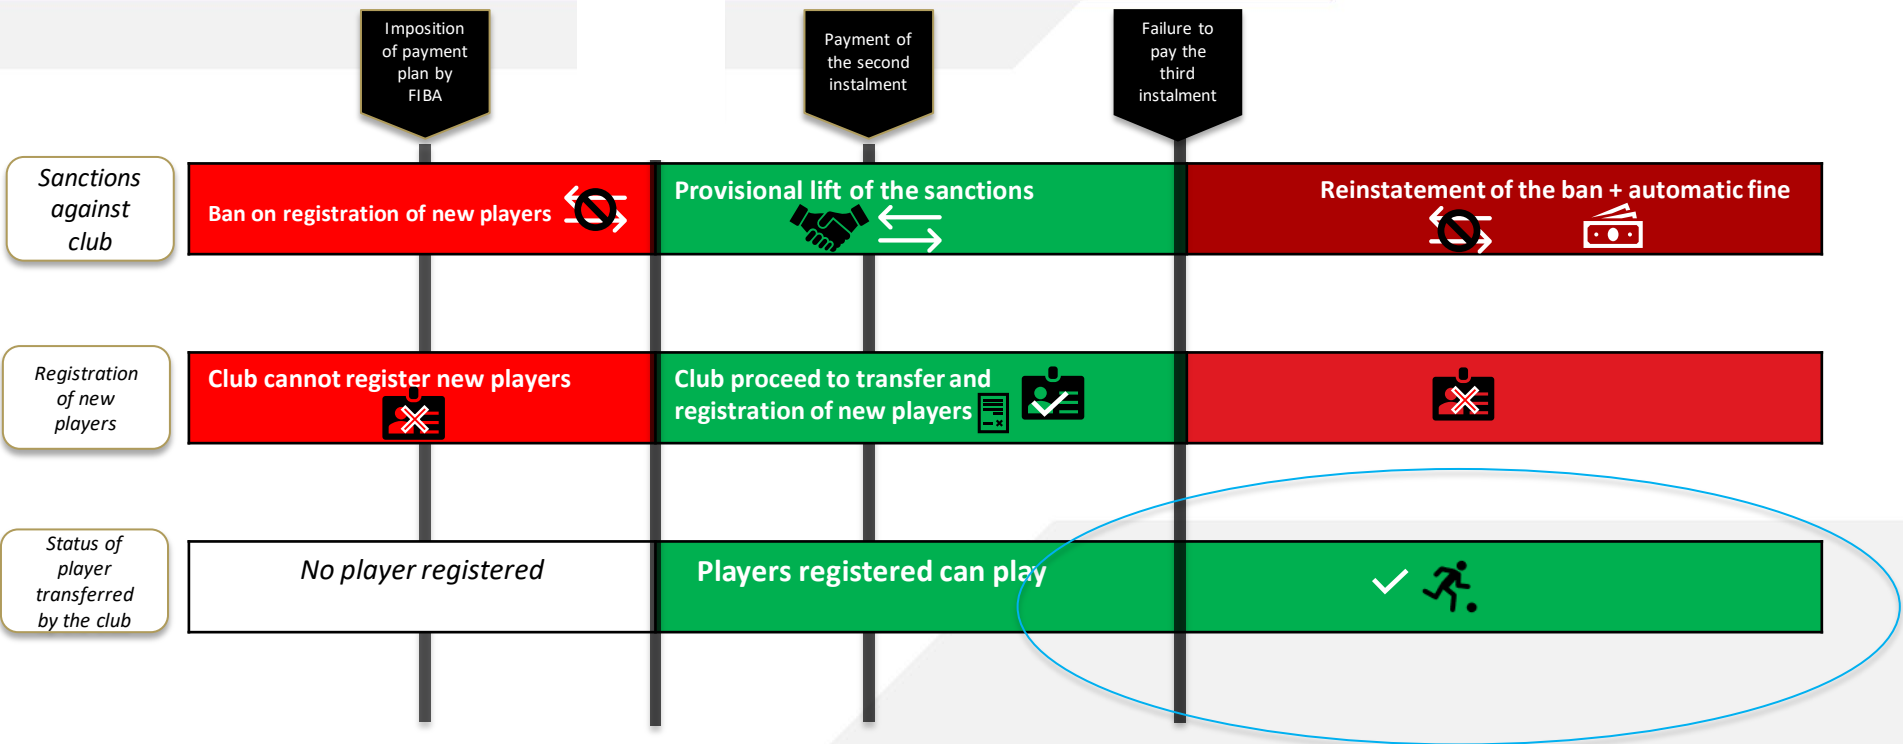 Imposition
of payment
plan by
FIBA
Payment of
the second
instalment
Failure to
pay the
third
instalment
Sanctions
against
club
Ban on registration of new players
Provisional lift of the sanctions
Reinstatement of the ban + automatic fine
Registration
of new
players
Club cannot register new players
Club proceed to transfer and
registration of new players
Status of
player
transferred
by the club
No player registered
Players registered can play